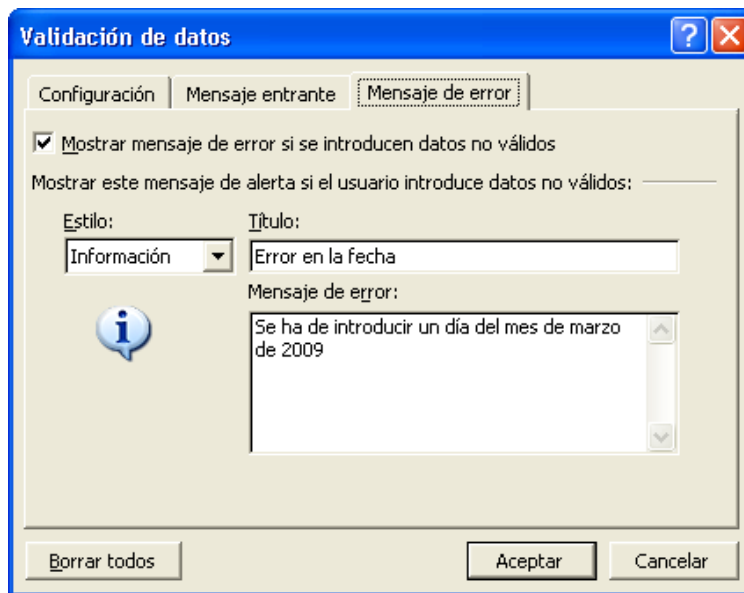 Validación de datos
Configuración
Mensaje entrante
Mensaje de error
Mostrar mensaje de error si se introducen datos no válidos
Mostrar este mensaje de alerta si el usuario introduce datos no válidos:
Estilo:
Título:
Información
Error en la fecha
Mensaje de error:
Se ha de introducir un día del mes de marzo
de 2009
Borrar todos
Aceptar
Cancelar